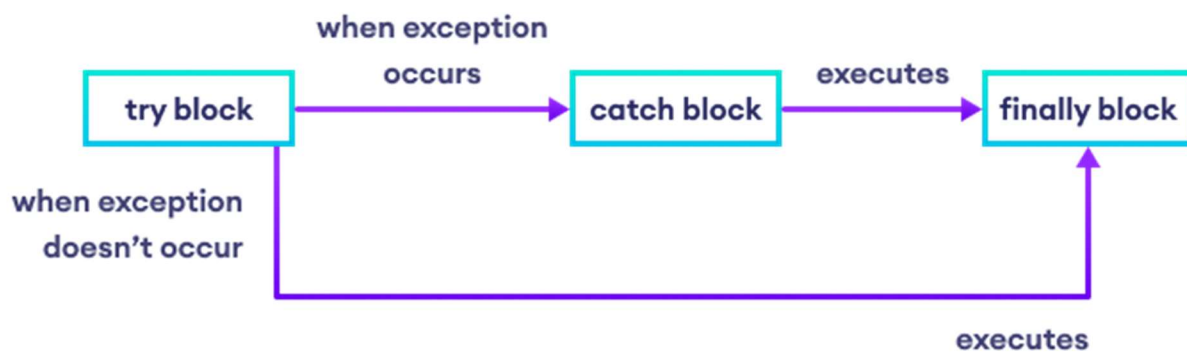 when exception
occurs
executes
try block
catch block
finally block
when exception
doesn't occur
executes